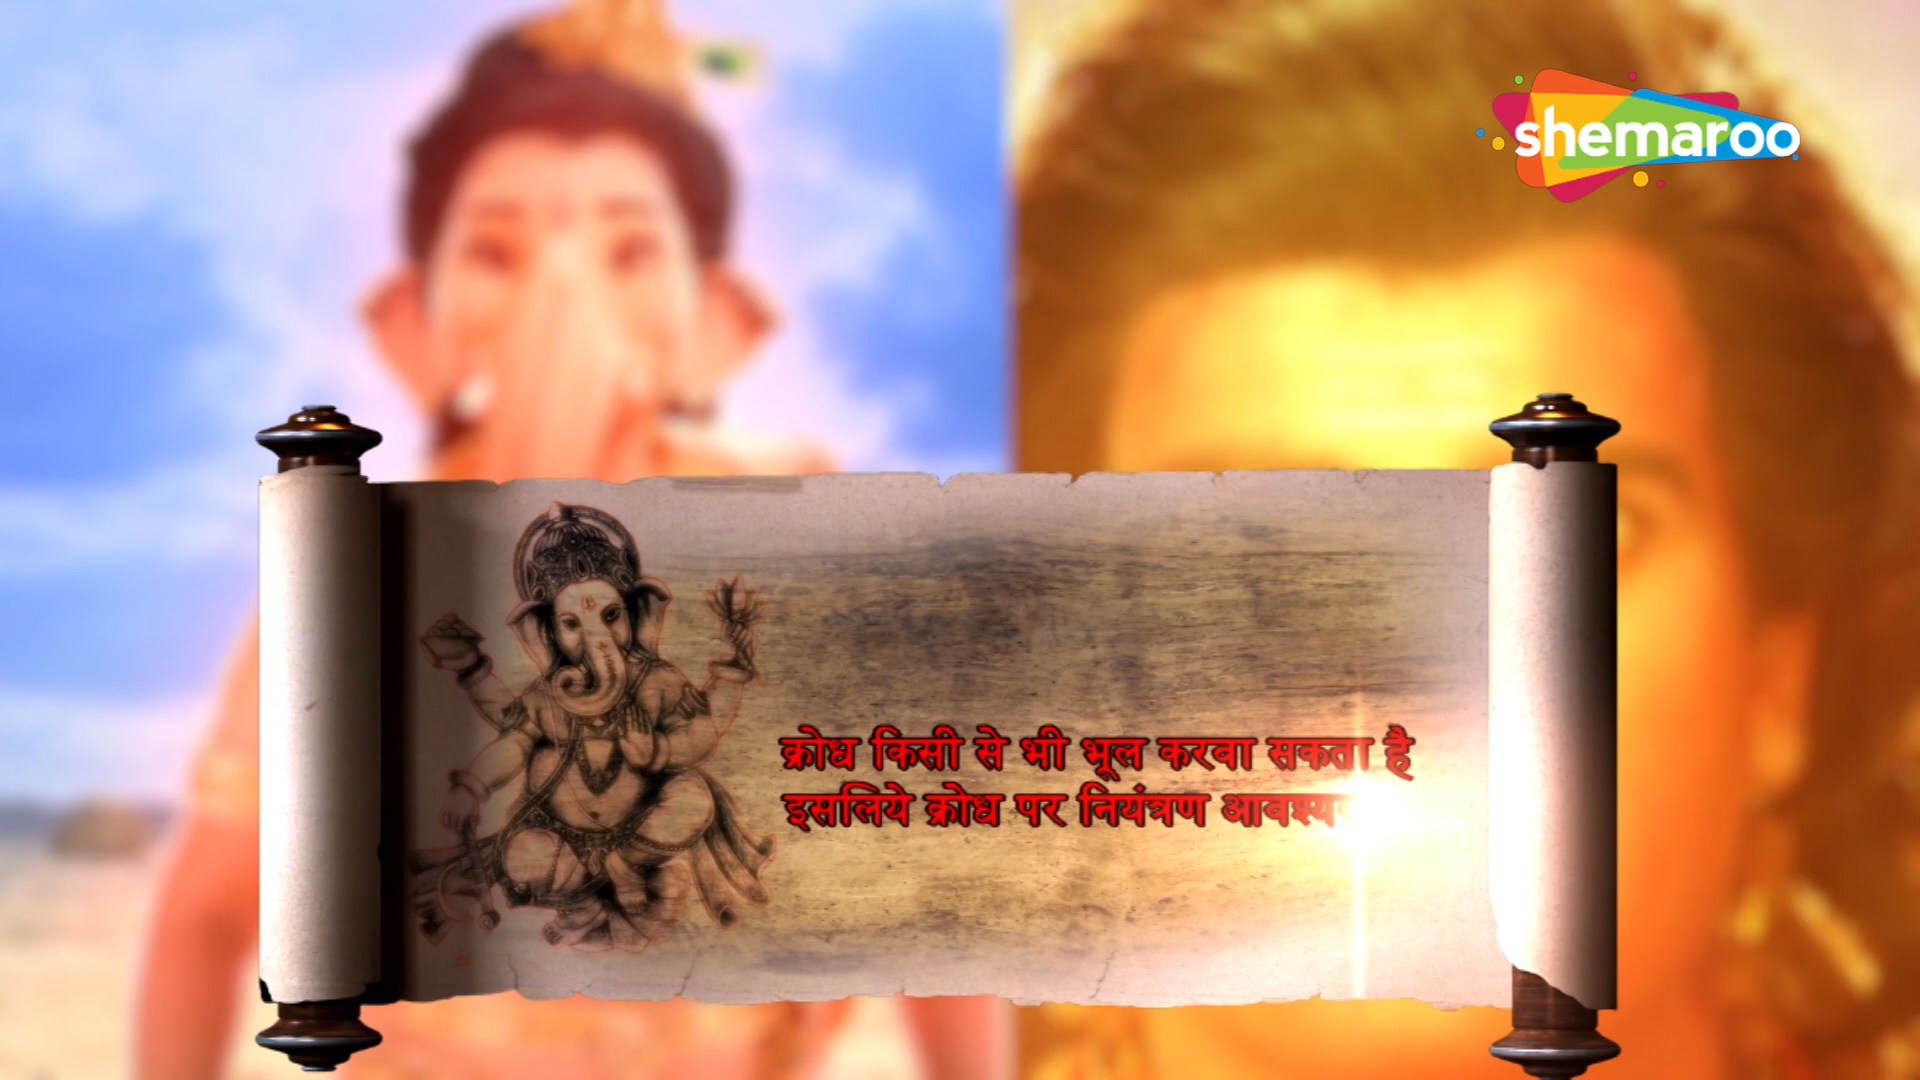 shemaroo
क्रोध किसी से भी भूल करवा सकता है
इसलिये क्रोध पर नियंत्रण